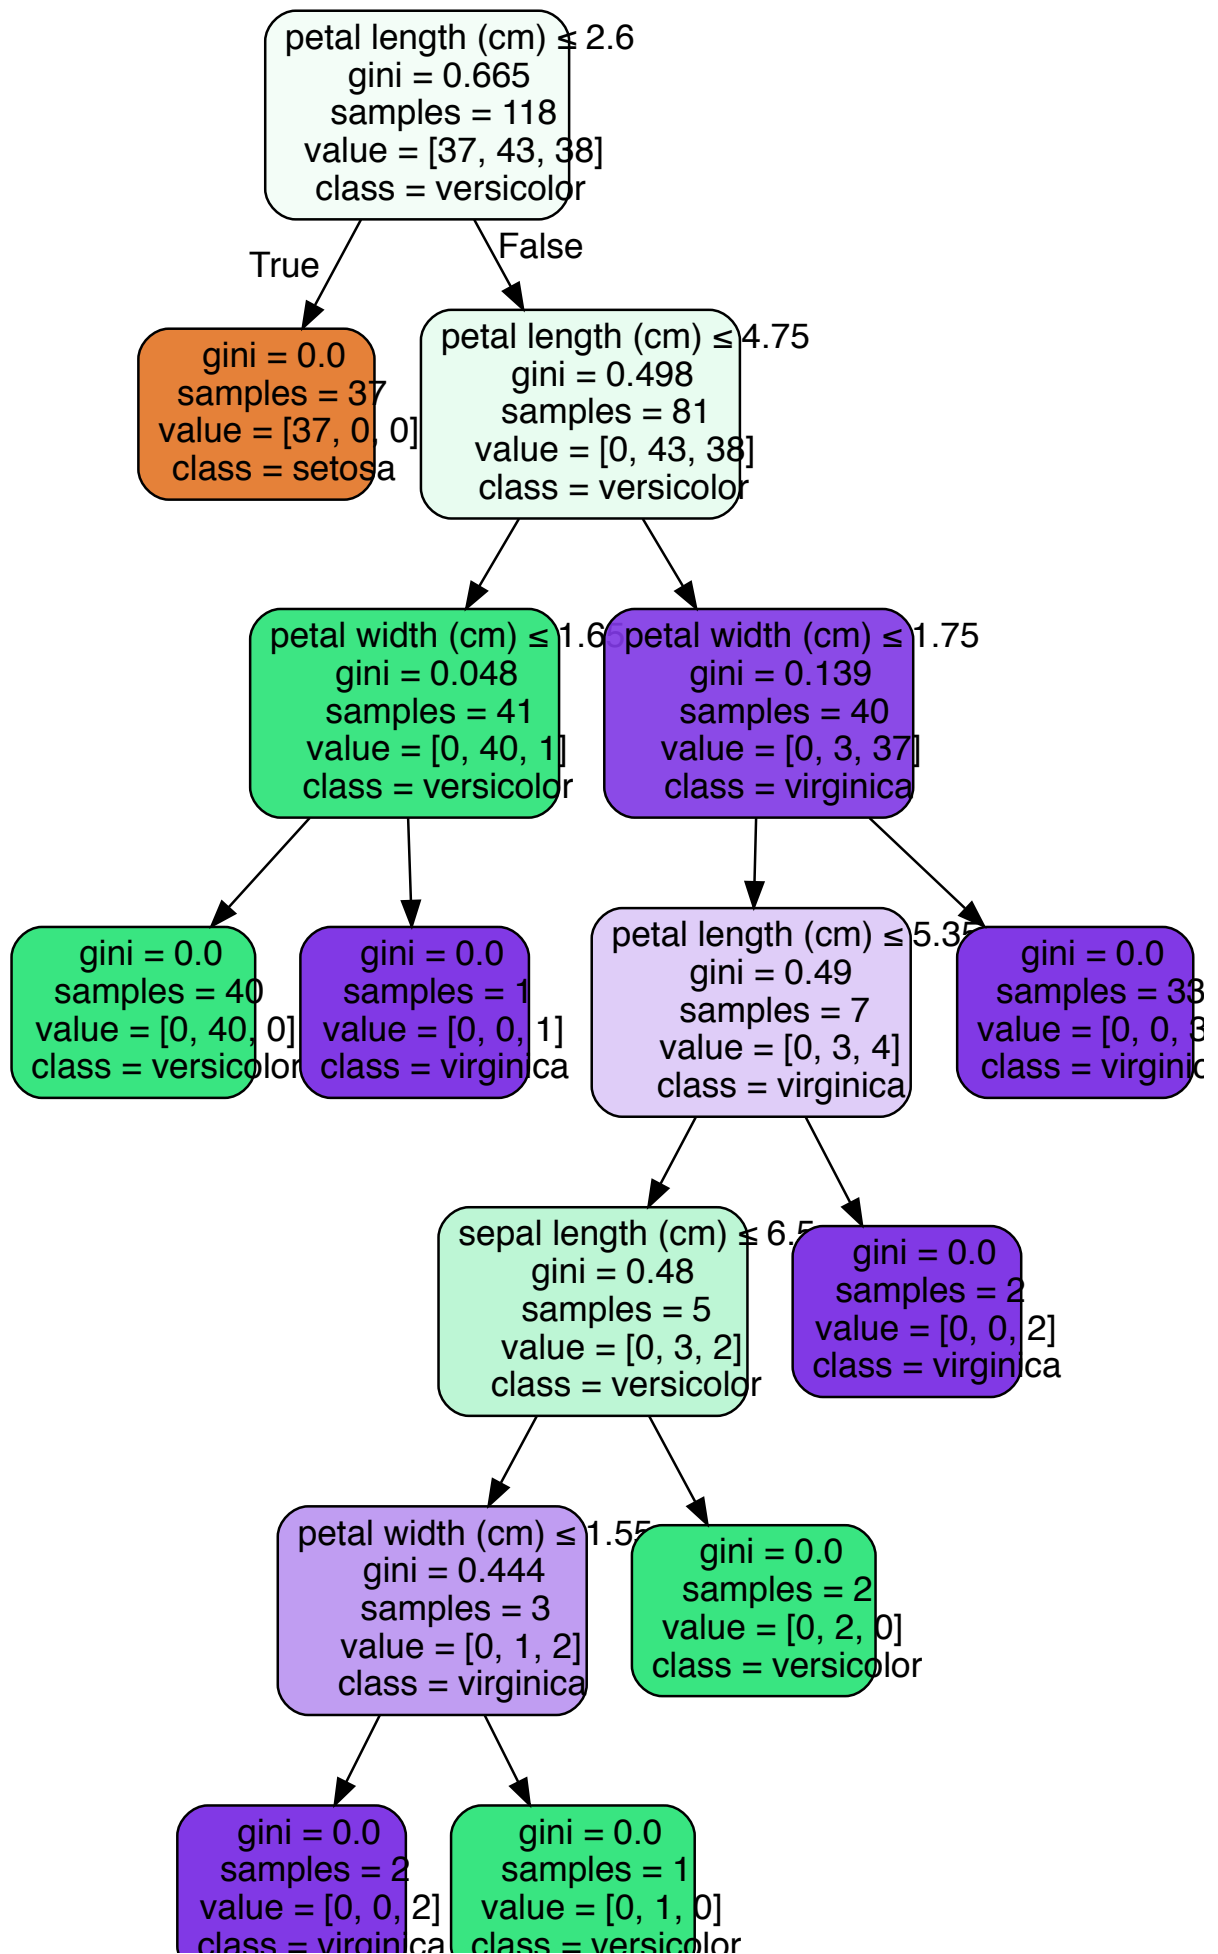 petal length (cm) ≤ 2.6
gini = 0.665
samples = 118
value = [37, 43, 38]
class = versicolor
True
False
gini = 0.0
samples = 37
value = [37, 0, 0]
class = setosa
petal length (cm) ≤ 4.75
gini = 0.498
samples = 81
value = [0, 43, 38]
class = versicolor
petal width (cm) ≤ 1.65
gini = 0.048
samples = 41
value = [0, 40, 1]
class = versicolor
petal width (cm) ≤ 1.75
gini = 0.139
samples = 40
value = [0, 3, 37]
class = virginica
gini = 0.0
samples = 40
value = [0, 40, 0]
class = versicolor
gini = 0.0
samples = 1
value = [0, 0, 1]
class = virginica
petal length (cm) ≤ 5.35
gini = 0.49
samples = 7
value = [0, 3, 4]
class = virginica
gini = 0.0
samples = 33
value = [0, 0, 3
class =
sepal length (cm) ≤ 6.5
gini = 0.48
samples = 5
value = [0, 3, 2]
class = versicolor
gini = 0.0
samples = 2
value = [0, 0, 2]
class = virginica
petal width (cm) ≤ 1.55
gini = 0.444
samples = 3
value = [0, 1, 2]
class = virginica
gini = 0.0
samples = 2
value = [0, 2, 0]
class = versicolor
gini = 0.0
samples = 2
value = [0, 0, 2]
class = virginica
gini = 0.0
samples = 1
value = [0, 1, 0]
class = versicolor